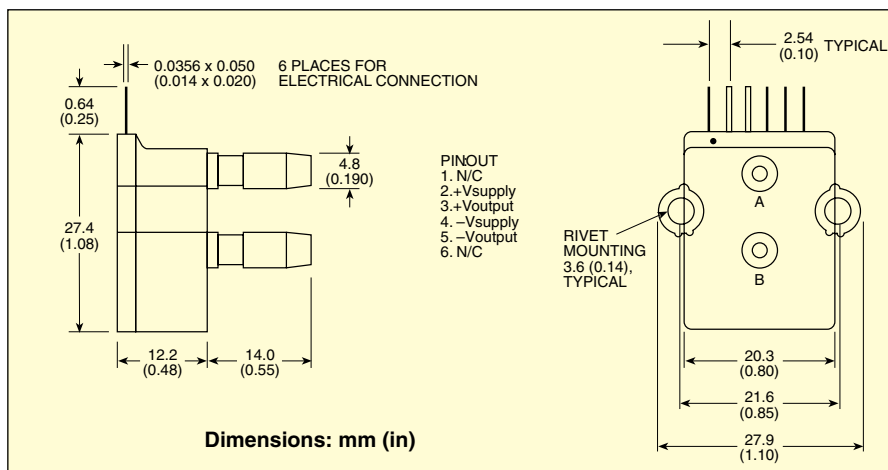 0.0356 x 0.050
(0.014 x 0.020)
6 PLACES FOR
ELECTRICAL CONNECTION
0.64
(0.25)
27.4
(1.08)
4.8
(0.190)
12.2
(0.48)
14.0
(0.55)
PINOUT
1. N/C
2.+Vsupply
3.+Voutput
4. –Vsupply
5. –Voutput
6. N/C
2.54
(0.10)
TYPICAL
A
B
RIVET
MOUNTING
3.6 (0.14),
TYPICAL
20.3
(0.80)
21.6
(0.85)
27.9
(1.10)
Dimensions: mm (in)